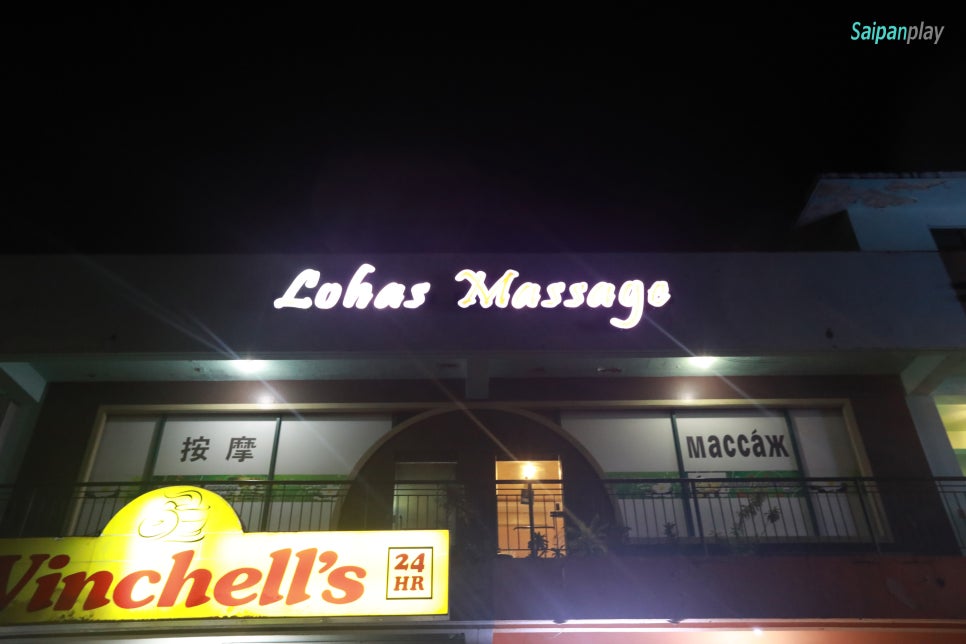 Saipanplay
Lohas Massage
按摩
массáж
Winchell's
24
HR